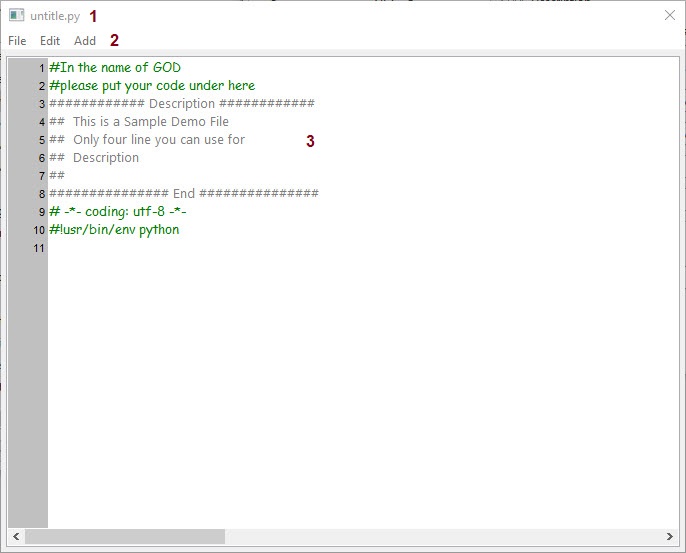 untitle.py 1
File Edit Add 2
1 #In the name of GOD
2 #please put your code under here
3 ############ Description ############
4 ## This is a Sample Demo File
5 ## Only four line you can use for 3
6 ## Description
7 ##
8 ############### End ###############
9 # -*- coding: utf-8 -*-
10 #!usr/bin/env python
11